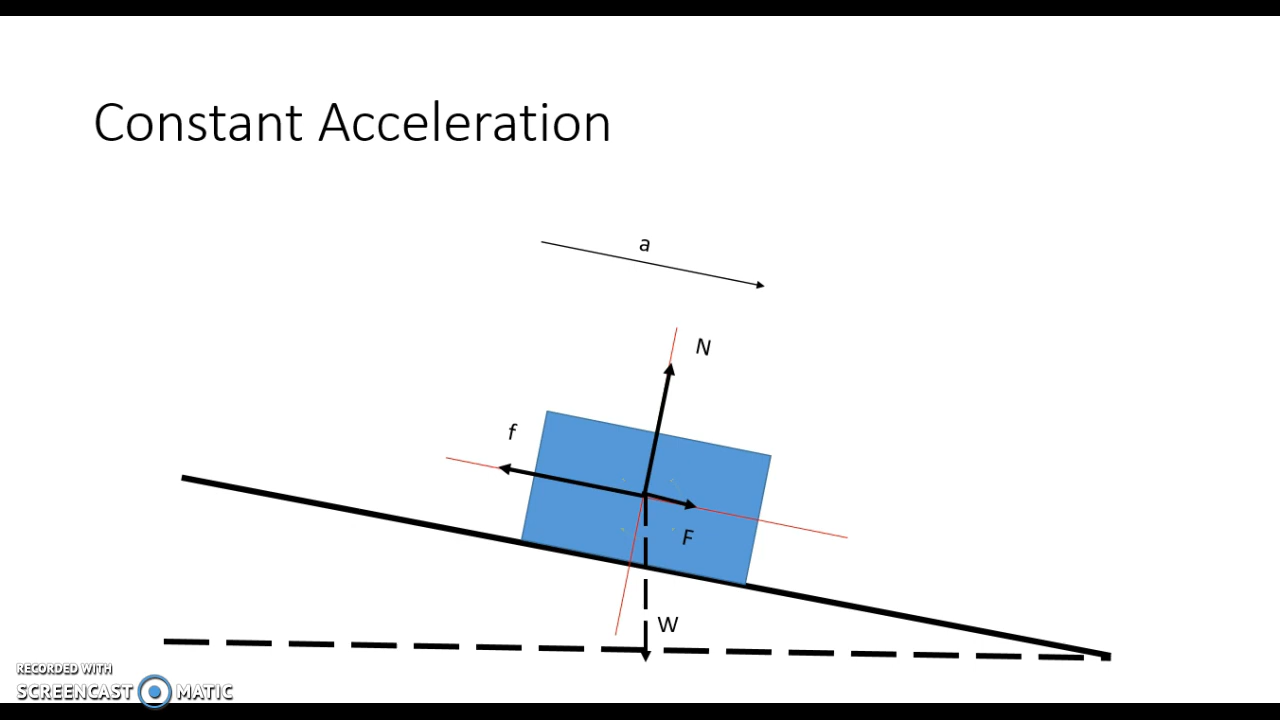 Constant Acceleration
a
N
f
F
W
RECORDED WITH
SCREENCAST MATIC